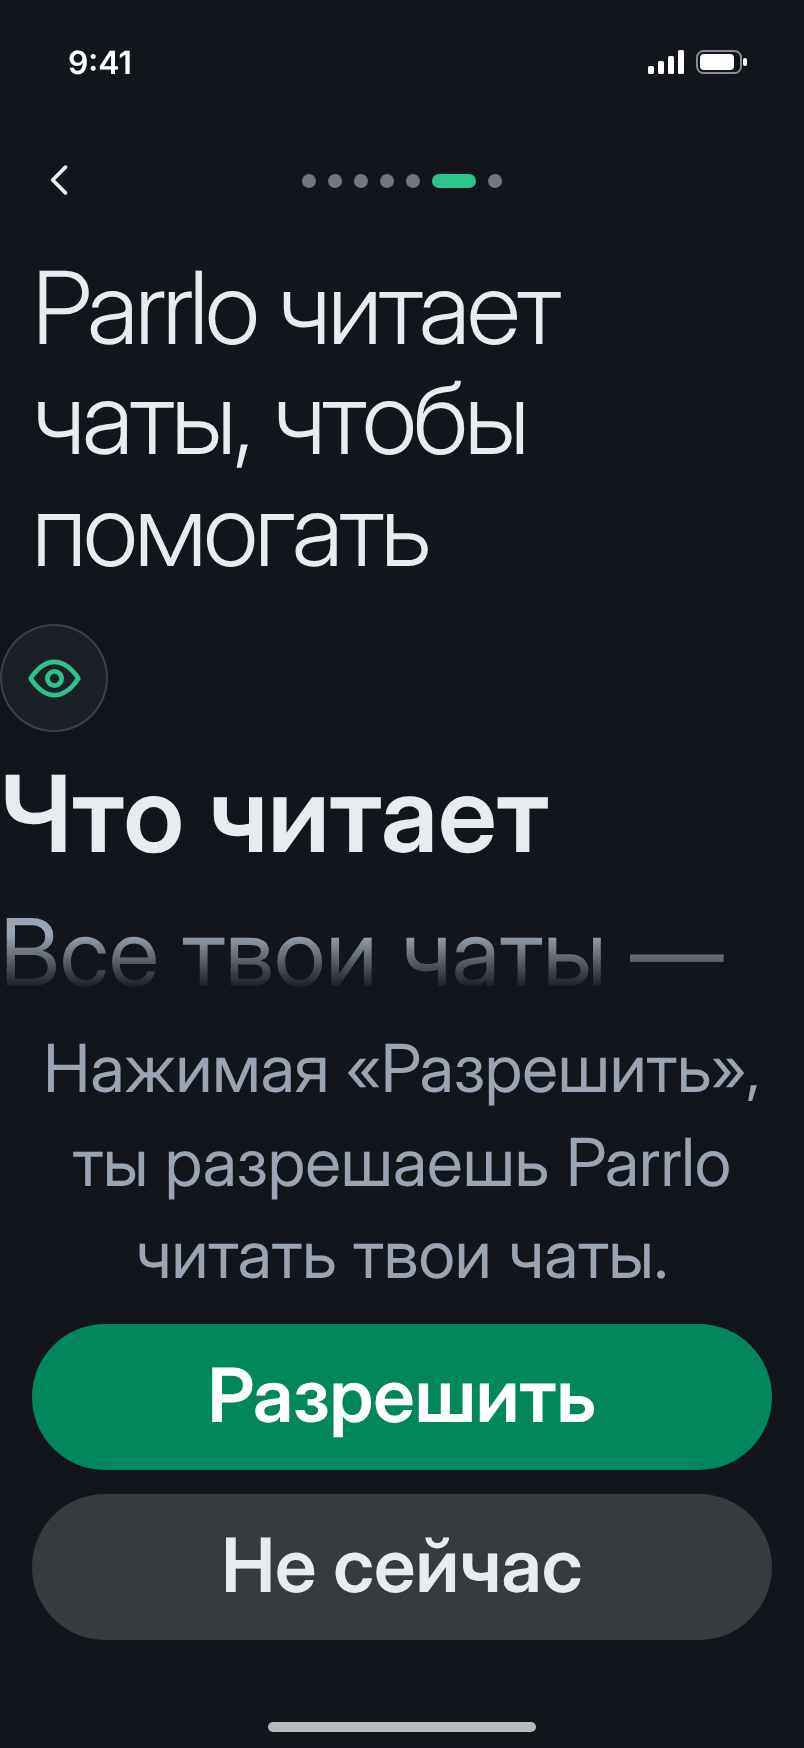 9:41
Parrlo читает
чаты, чтобы
помогать
Что читает
Все твои чаты —
Нажимая «Разрешить»,
ты разрешаешь Parrlo
читать твои чаты.
Разрешить
Не сейчас